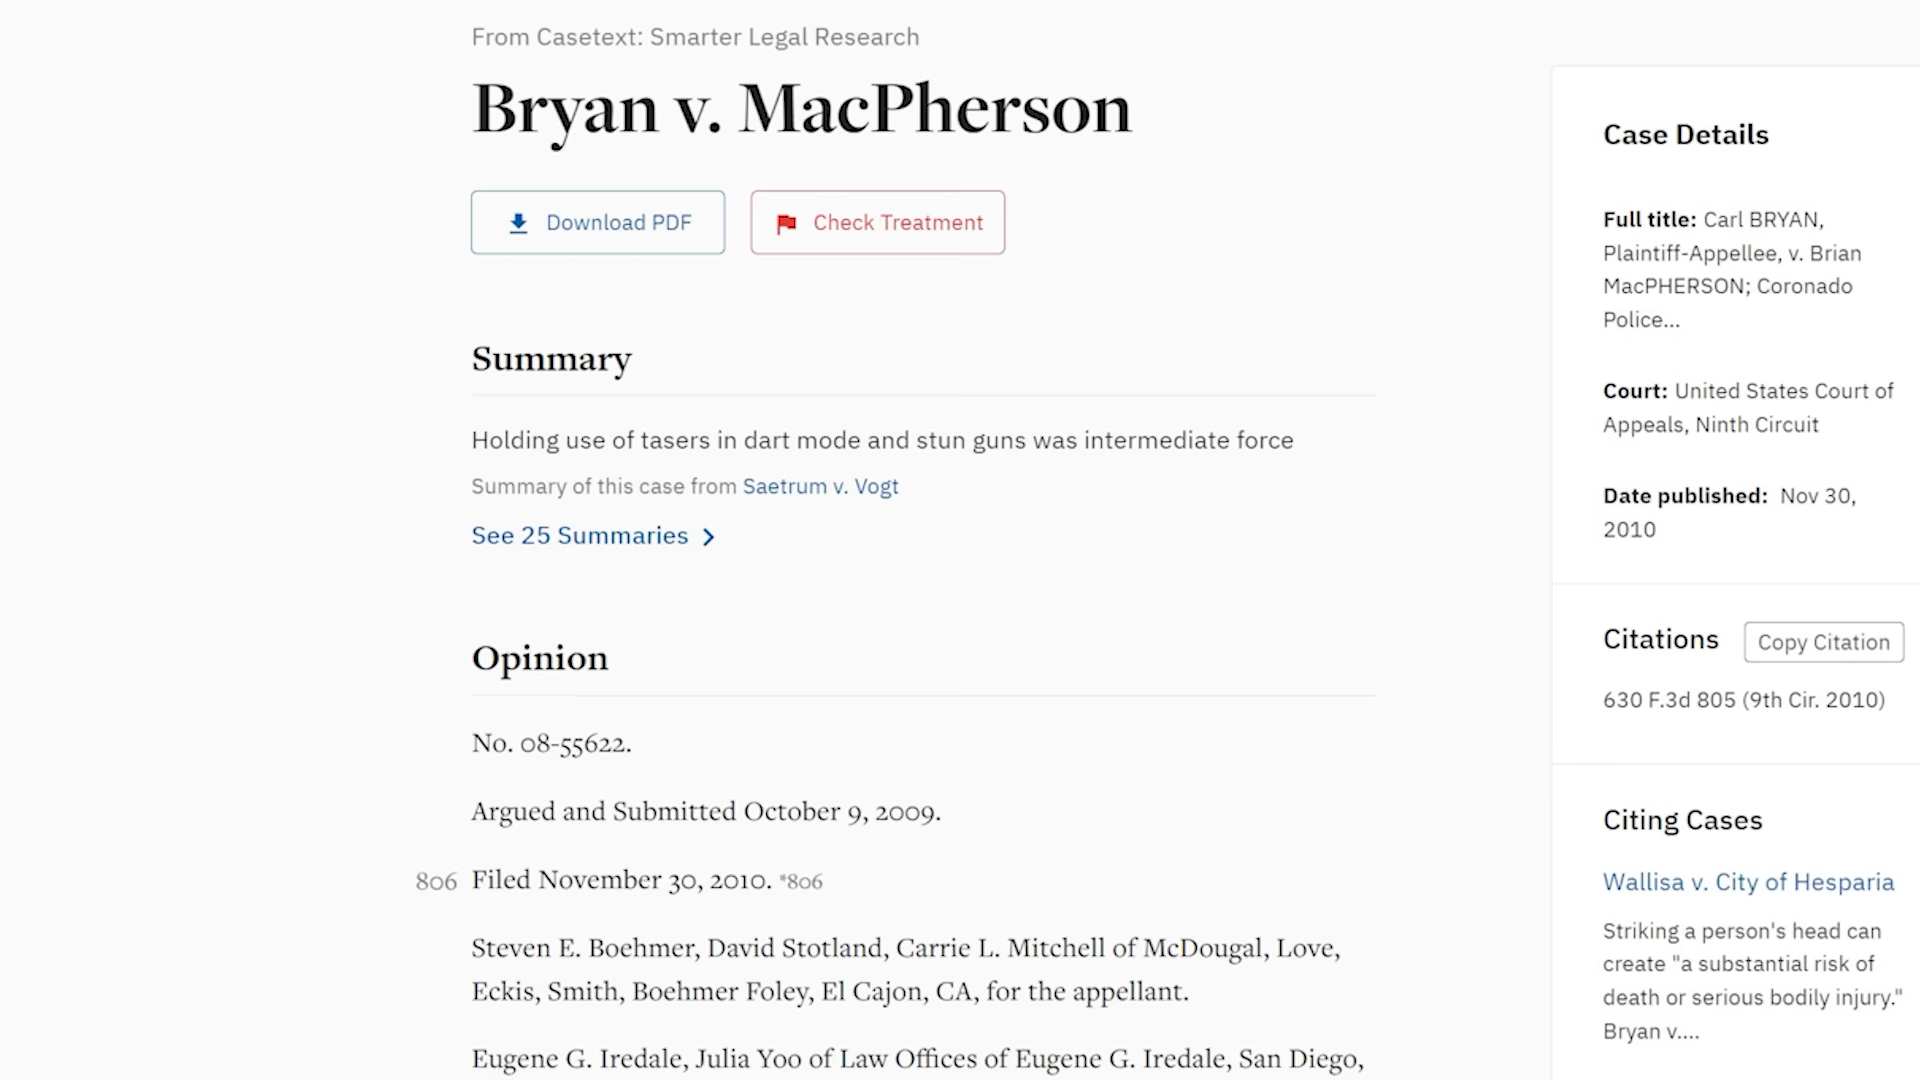 From Casetext: Smarter Legal Research
Bryan v. MacPherson
Download PDF
Check Treatment
Summary
Holding use of tasers in dart mode and stun guns was intermediate force
Summary of this case from Saetrum v. Vogt
See 25 Summaries
Opinion
No. 08-55622.
Argued and Submitted October 9, 2009.
806 Filed November 30, 2010. *806
Steven E. Boehmer, David Stotland, Carrie L. Mitchell of McDougal, Love,
Eckis, Smith, Boehmer Foley, El Cajon, CA, for the appellant.
Eugene G. Iredale, Julia Yoo of Law Offices of Eugene G. Iredale, San Diego,
Case Details
Full title: Carl BRYAN,
Plaintiff-Appellee, v. Brian
MacPHERSON; Coronado
Police...
Court: United States Court of
Appeals, Ninth Circuit
Date published: Nov 30,
2010
Citations
Copy Citation
630 F.3d 805 (9th Cir. 2010)
Citing Cases
Wallisa v. City of Hesparia
Striking a person's head can
create "a substantial risk of
death or serious bodily injury."
Bryan v....